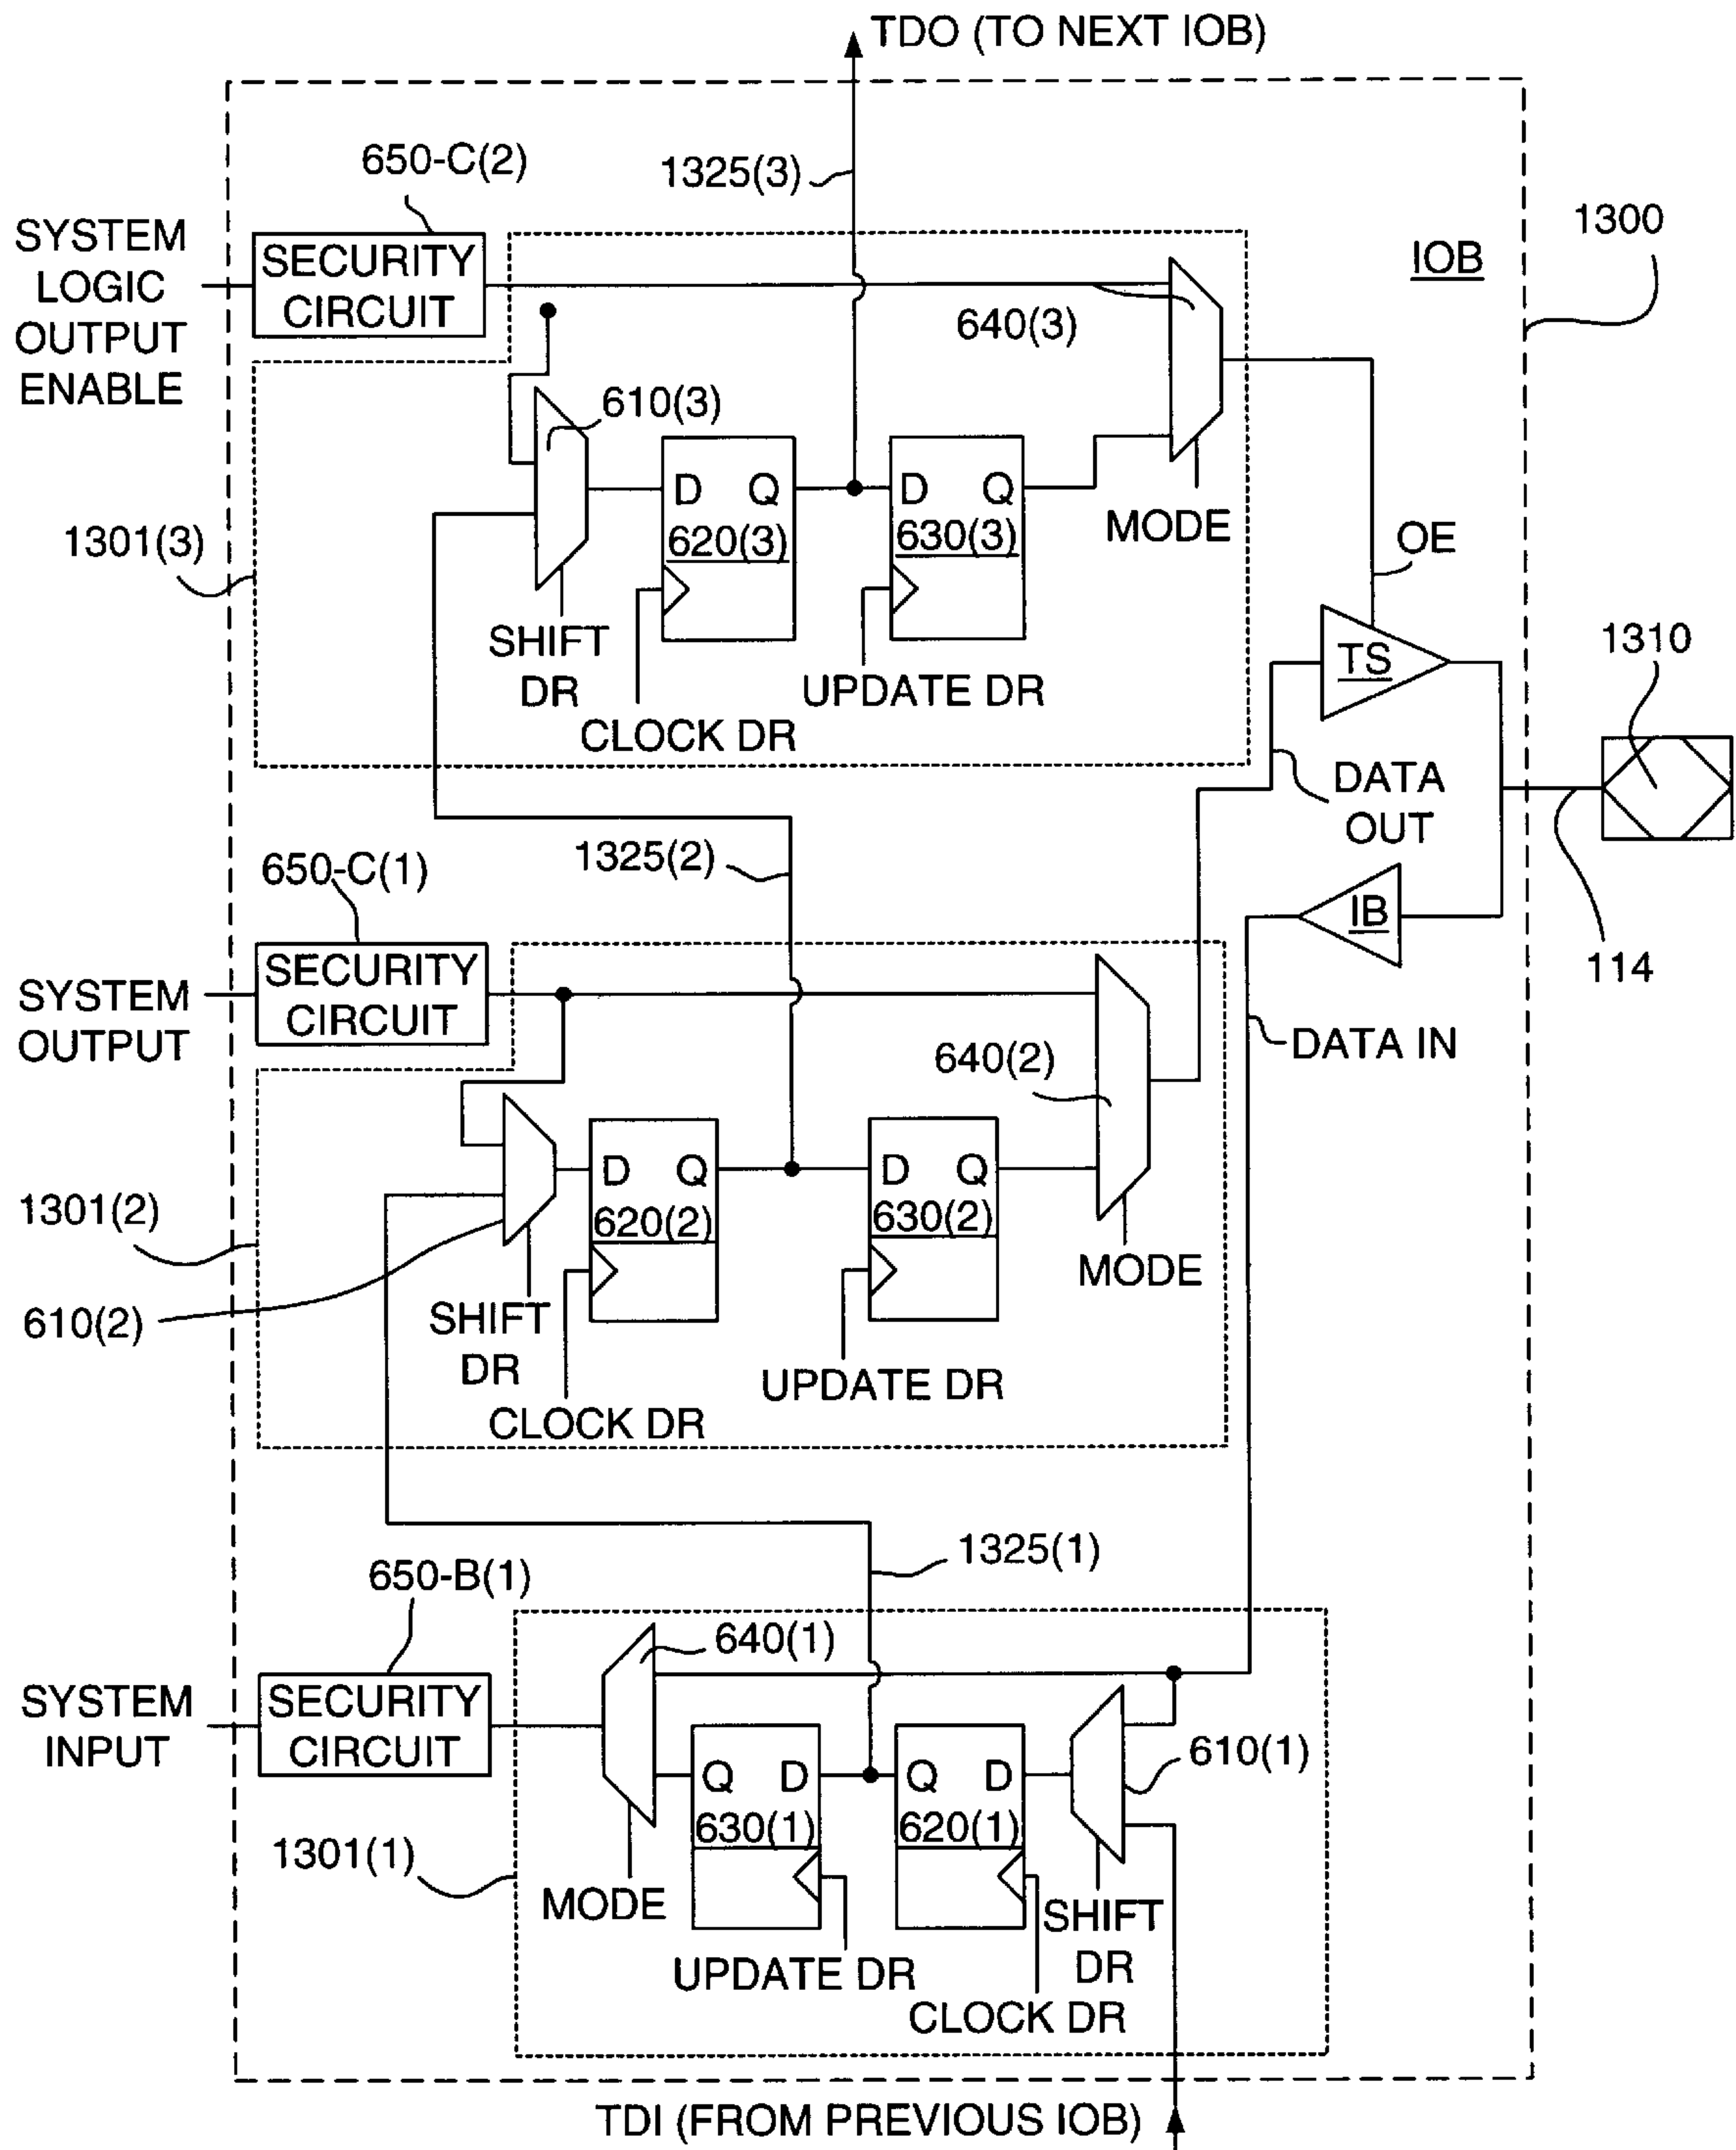 TDO (TO NEXT IOB)
650-C(2)
1325(3)
1300
SYSTEM
LOGIC
OUTPUT
ENABLE
SECURITY
CIRCUIT
IOB
640(3)
610(3)
D Q
620(3)
D Q
630(3)
MODE
OE
1301(3)
SHIFT
DR
CLOCK DR
UPDATE DR
TS
1310
DATA
OUT
1325(2)
650-C(1)
IB
114
SYSTEM
OUTPUT
SECURITY
CIRCUIT
DATA IN
640(2)
D Q
620(2)
D Q
630(2)
1301(2)
MODE
610(2)
SHIFT
DR
CLOCK DR
UPDATE DR
1325(1)
650-B(1)
640(1)
SYSTEM
INPUT
SECURITY
CIRCUIT
610(1)
Q D
630(1)
Q D
620(1)
1301(1)
MODE
SHIFT
DR
UPDATE DR
CLOCK DR
TDI (FROM PREVIOUS IOB)